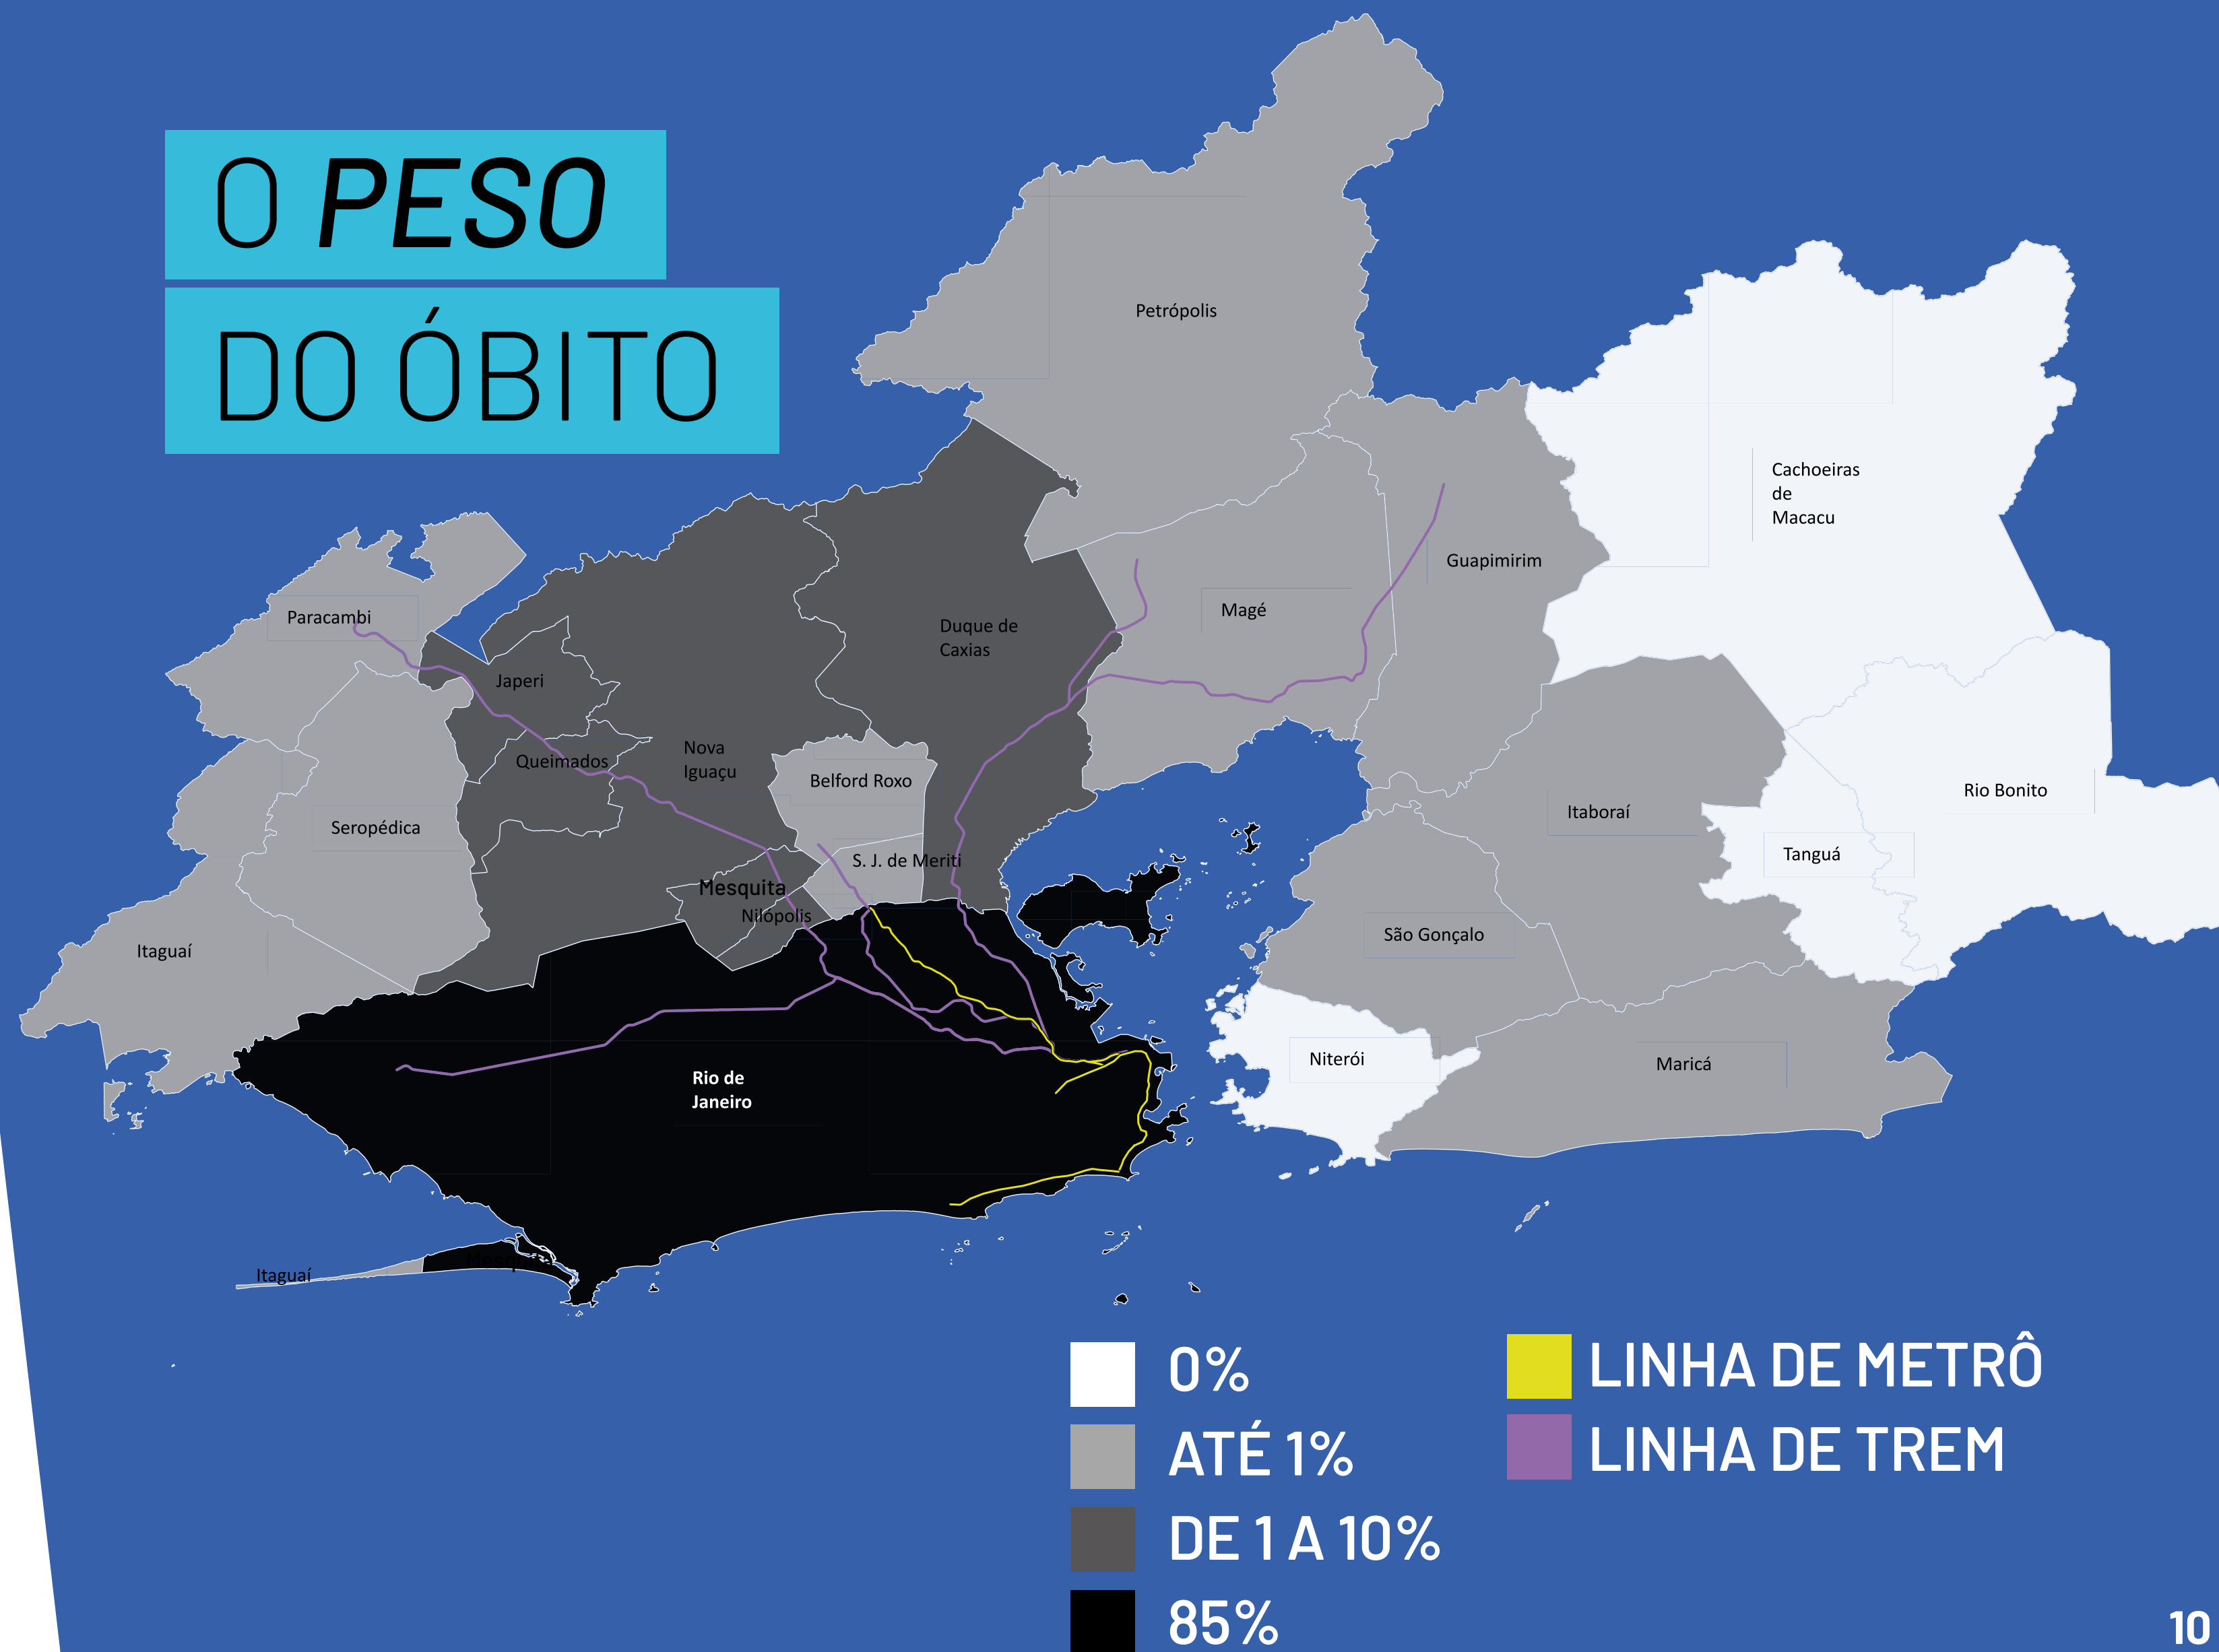 O PESO
DO ÓBITO
Petrópolis
Cachoeiras
de
Macacu
Guapimirim
Magé
Paracambi
Duque de
Caxias
Japeri
Nova
Iguaçu
Queimados
Belford Roxo
Rio Bonito
Itaboraí
Seropédica
Tanguá
S. J. de Meriti
Mesquita
Nilópolis
São Gonçalo
Itaguaí
Niterói
Maricá
Rio de
Janeiro
Itaguaí
0%
ATÉ 1%
DE 1 A 10%
85%
LINHA DE METRÔ
LINHA DE TREM
10